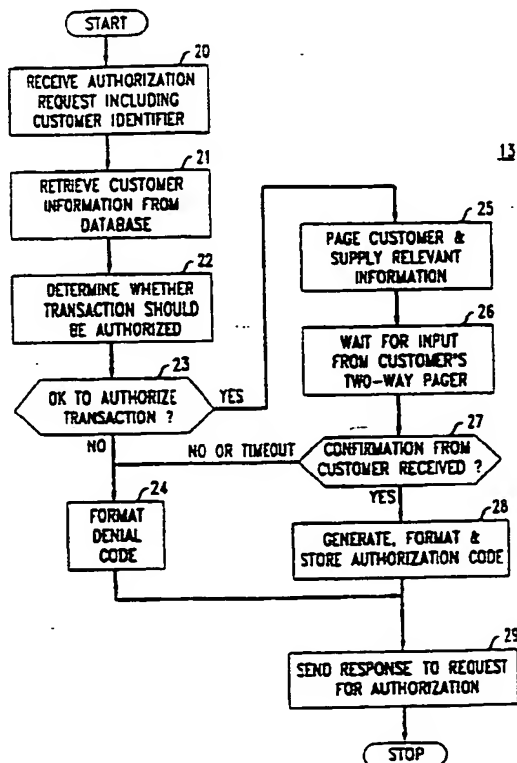 START
20
RECEIVE AUTHORIZATION
REQUEST INCLUDING
CUSTOMER IDENTIFIER
21
RETRIEVE CUSTOMER
INFORMATION FROM
DATABASE
22
DETERMINE WHETHER
TRANSACTION SHOULD
BE AUTHORIZED
23
OK TO AUTHORIZE
TRANSACTION ?
YES
NO
24
FORMAT
DENIAL
CODE
13
25
PAGE CUSTOMER &
SUPPLY RELEVANT
INFORMATION
26
WAIT FOR INPUT
FROM CUSTOMER'S
TWO-WAY PAGER
27
CONFIRMATION FROM
CUSTOMER RECEIVED ?
NO OR TIMEOUT
YES
28
GENERATE, FORMAT &
STORE AUTHORIZATION CODE
29
SEND RESPONSE TO REQUEST
FOR AUTHORIZATION
STOP